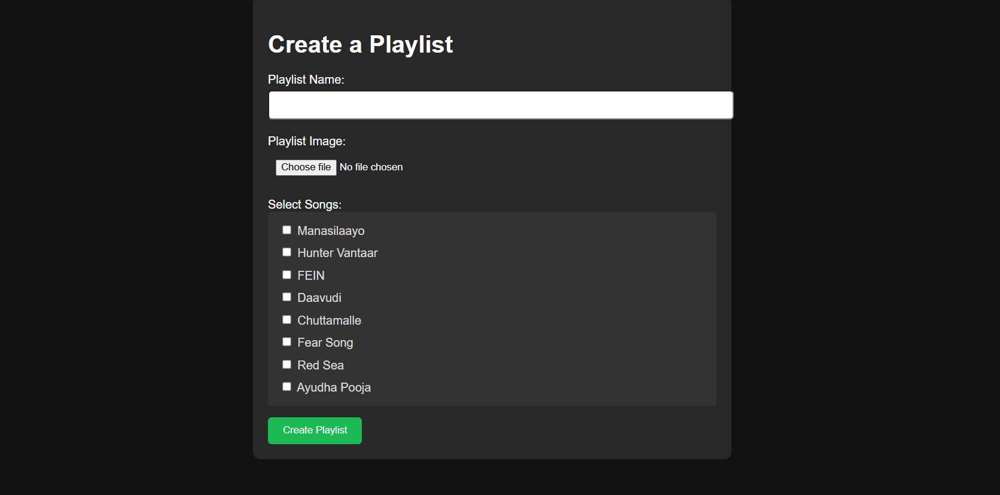 Create a Playlist
Playlist Name:
Playlist Image:
Choose file No file chosen
Select Songs:
Manasilaayo
Hunter Vantaar
FEIN
Daavudi
Chuttamalle
Fear Song
Red Sea
Ayudha Pooja
Create Playlist